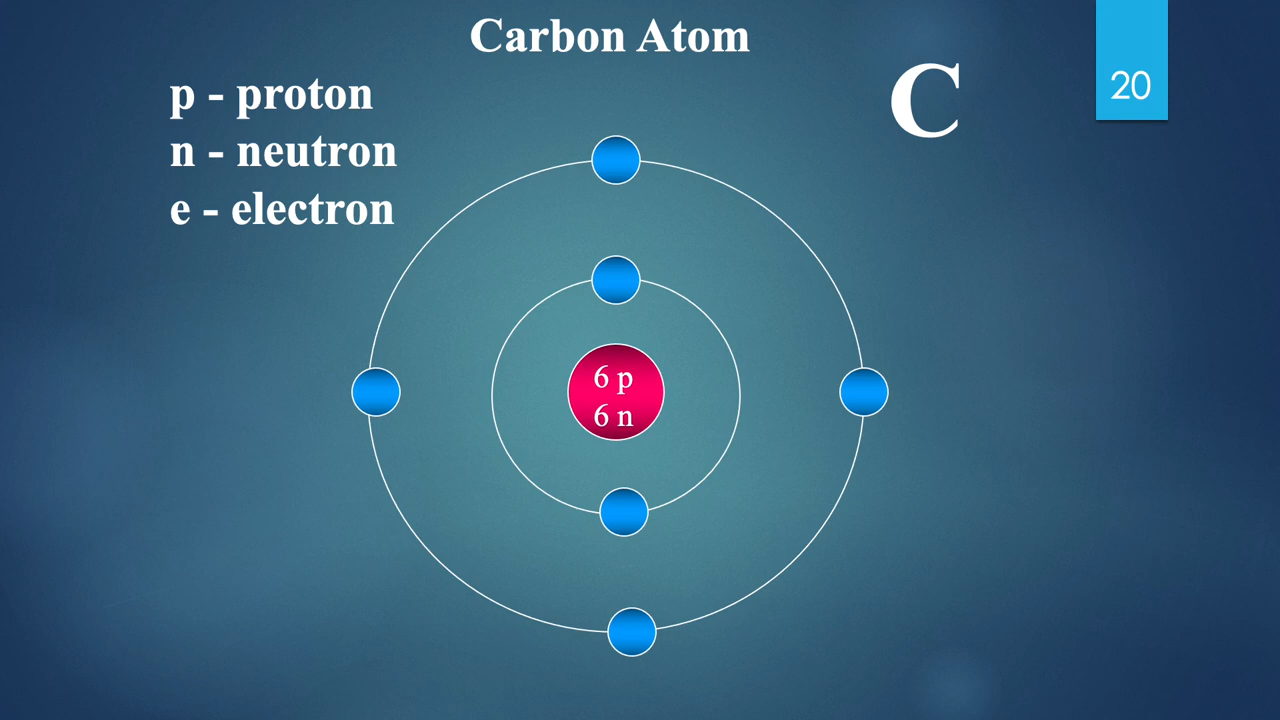 Carbon Atom
C
20
p - proton
n - neutron
e - electron
6 p
6 n